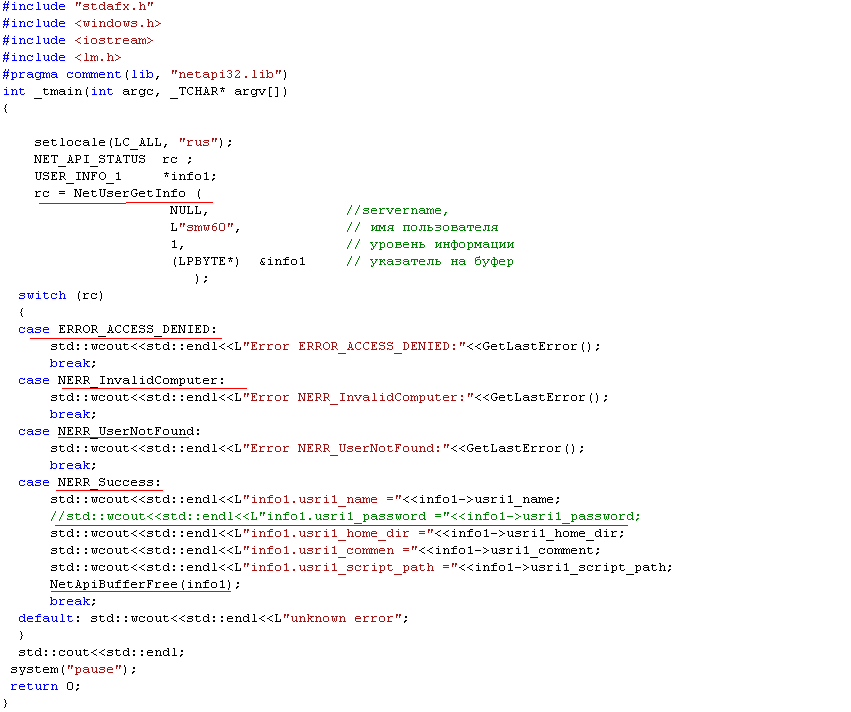 #include "stdafx.h"
#include <windows.h>
#include <iostream>
#include <lm.h>
#pragma comment(lib, "netapi32.lib")
int _tmain(int argc, _TCHAR* argv[])
{
setlocale(LC_ALL, "rus");
NET_API_STATUS rc ;
USER_INFO_1 *info1;
rc = NetUserGetInfo (
NULL, //servername,
L"smw60", // имя пользователя
1, // уровень информации
(LPBYTE*) &info1 // указатель на буфер
);
switch (rc)
{
case ERROR_ACCESS_DENIED:
std::wcout<<std::endl<<L"Error ERROR_ACCESS_DENIED:"<<GetLastError();
break;
case NERR_InvalidComputer:
std::wcout<<std::endl<<L"Error NERR_InvalidComputer:"<<GetLastError();
break;
case NERR_UserNotFound:
std::wcout<<std::endl<<L"Error NERR_UserNotFound:"<<GetLastError();
break;
case NERR_Success:
std::wcout<<std::endl<<L"info1.usri1_name ="<<info1->usri1_name;
//std::wcout<<std::endl<<L"info1.usri1_password ="<<info1->usri1_password;
std::wcout<<std::endl<<L"info1.usri1_home_dir ="<<info1->usri1_home_dir;
std::wcout<<std::endl<<L"info1.usri1_commen ="<<info1->usri1_comment;
std::wcout<<std::endl<<L"info1.usri1_script_path ="<<info1->usri1_script_path;
NetApiBufferFree(info1);
break;
default: std::wcout<<std::endl<<L"unknown error";
}
std::cout<<std::endl;
system("pause");
return 0;
}